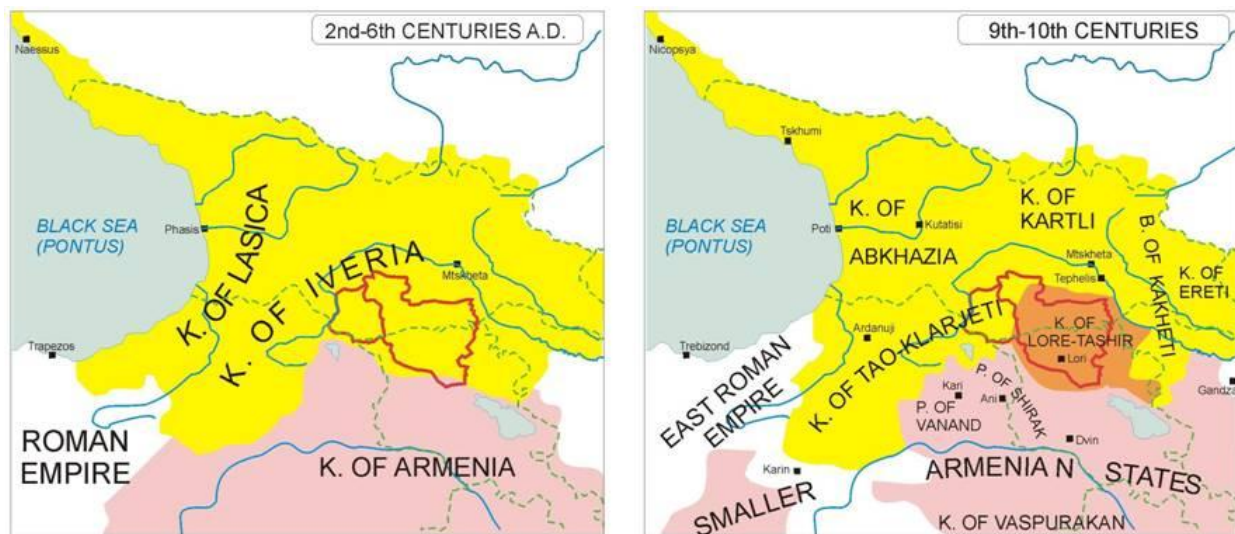 2nd-6th CENTURIES A.D.
Naessus
BLACK SEA
(PONTUS)
Phasis
K. OF LASICA
K. OF IVERIA
Mtskheta
Trapezos
ROMAN
EMPIRE
K. OF ARMENIA
9th-10th CENTURIES
Nicopsya
Tskhumi
BLACK SEA
(PONTUS)
Poti
K. OF
Kutatisi
ABKHAZIA
K. OF
KARTLI
Mtskheta
Tephelis
B. OF KAKHETI
K. OF
ERETI
Ardanuji
Trebizond
EAST ROMAN
EMPIRE
K. OF TAO-KLARJETI
K. OF
LORE-TASHIR
Lori
Gandza
Kari
Ani
P. OF SHIRAK
P. OF
VANAND
Dvin
Karin
SMALLER
ARMENIA N
STATES
K. OF VASPURAKAN